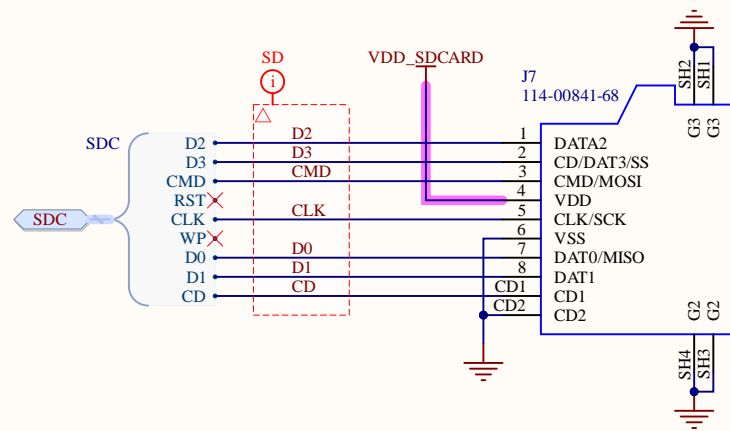 SD
VDD_SDCARD
J7
114-00841-68
SH2
SH1
G3
G3
SDC
SDC
D2
D3
CMD
RST
CLK
WP
D0
D1
CD
D2
D3
CMD
CLK
D0
D1
CD
1 DATA2
2 CD/DAT3/SS
3 CMD/MOSI
4 VDD
5 CLK/SCK
6 VSS
7 DAT0/MISO
8 DAT1
CD1 CD1
CD2 CD2
G2
G2
SH4
SH3